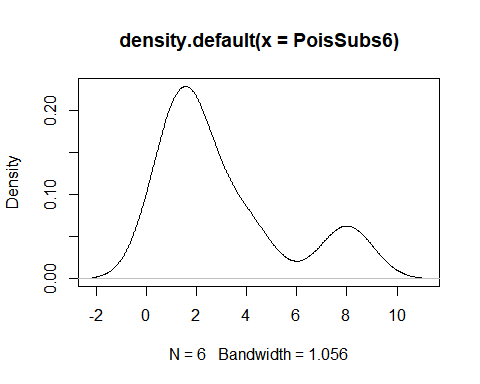 density.default(x = PoisSubs6)
Density
0.20
0.10
0.00
-2 0 2 4 6 8 10
N = 6 Bandwidth = 1.056